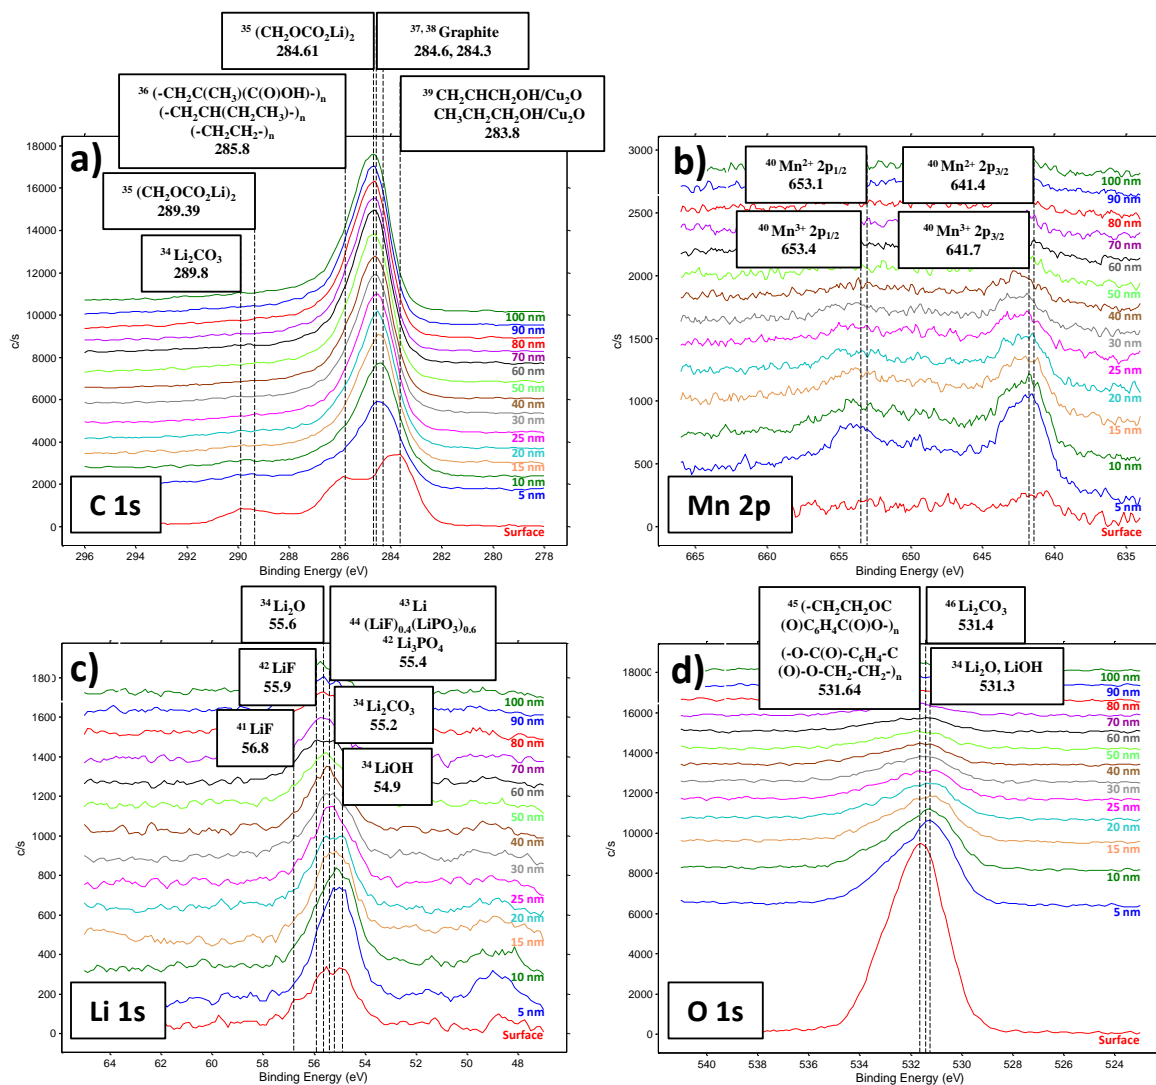 a)
³⁵ (CH₂OCO₂Li)₂
284.61
³⁷, ³⁸ Graphite
284.6, 284.3
³⁶ (-CH₂C(CH₃)(C(O)OH)-)ₙ
(-CH₂CH(CH₂CH₃)-)ₙ
(-CH₂CH₂-)ₙ
285.8
³⁹ CH₂CHCH₂OH/Cu₂O
CH₃CH₂CH₂OH/Cu₂O
283.8
³⁵ (CH₂OCO₂Li)₂
289.39
³⁴ Li₂CO₃
289.8
18000
16000
14000
12000
10000
8000
6000
4000
2000
0
c/s
100 nm
90 nm
80 nm
70 nm
60 nm
50 nm
40 nm
30 nm
25 nm
20 nm
15 nm
10 nm
5 nm
Surface
C 1s
296 294 292 290 288 286 284 282 280 278
Binding Energy (eV)
b)
⁴⁰ Mn²⁺ 2p₁/₂
653.1
⁴⁰ Mn²⁺ 2p₃/₂
641.4
⁴⁰ Mn³⁺ 2p₁/₂
653.4
⁴⁰ Mn³⁺ 2p₃/₂
641.7
3000
2500
2000
1500
1000
500
0
c/s
100 nm
90 nm
80 nm
70 nm
60 nm
50 nm
40 nm
30 nm
25 nm
20 nm
15 nm
10 nm
5 nm
Surface
Mn 2p
665 660 655 650 645 640 635
Binding Energy (eV)
c)
³⁴ Li₂O
55.6
⁴³ Li
⁴⁴ (LiF)₀.₄(LiPO₃)₀.₆
⁴² Li₃PO₄
55.4
⁴² LiF
55.9
³⁴ Li₂CO₃
55.2
⁴¹ LiF
56.8
³⁴ LiOH
54.9
1800
1600
1400
1200
1000
800
600
400
200
0
c/s
100 nm
90 nm
80 nm
70 nm
60 nm
50 nm
40 nm
30 nm
25 nm
20 nm
15 nm
10 nm
5 nm
Surface
Li 1s
64 62 60 58 56 54 52 50 48
Binding Energy (eV)
d)
⁴⁵ (-CH₂CH₂OC
(O)C₆H₄C(O)O-)ₙ
(-O-C(O)-C₆H₄-C
(O)-O-CH₂-CH₂-)ₙ
531.64
⁴⁶ Li₂CO₃
531.4
³⁴ Li₂O, LiOH
531.3
18000
16000
14000
12000
10000
8000
6000
4000
2000
0
c/s
100 nm
90 nm
80 nm
70 nm
60 nm
50 nm
40 nm
30 nm
25 nm
20 nm
15 nm
10 nm
5 nm
Surface
O 1s
540 538 536 534 532 530 528 526 524
Binding Energy (eV)